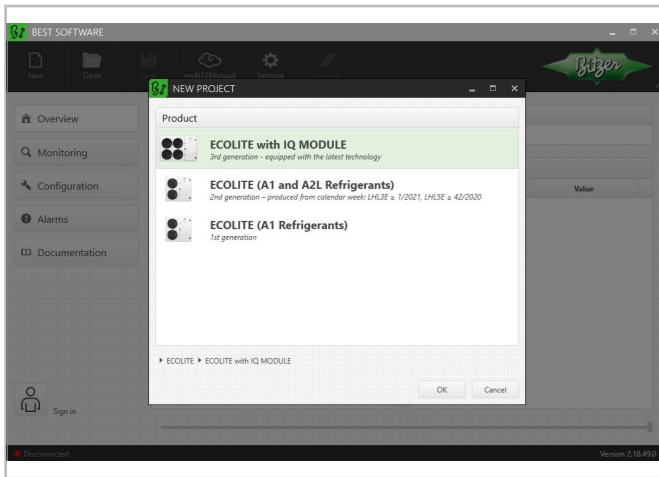 BEST SOFTWARE
New
Open
myBITZERcloud
Settings
Connect
Bitzer
NEW PROJECT
Overview
Monitoring
Configuration
Alarms
Documentation
Product
ECOLITE with IQ MODULE
3rd generation – equipped with the latest technology
ECOLITE (A1 and A2L Refrigerants)
2nd generation – produced from calendar week: LHL3E ≥ 1/2021, LHL5E ≥ 42/2020
ECOLITE (A1 Refrigerants)
1st generation
Value
ECOLITE ECOLITE with IQ MODULE
OK Cancel
Sign in
Disconnected
Version 2.18.49.0